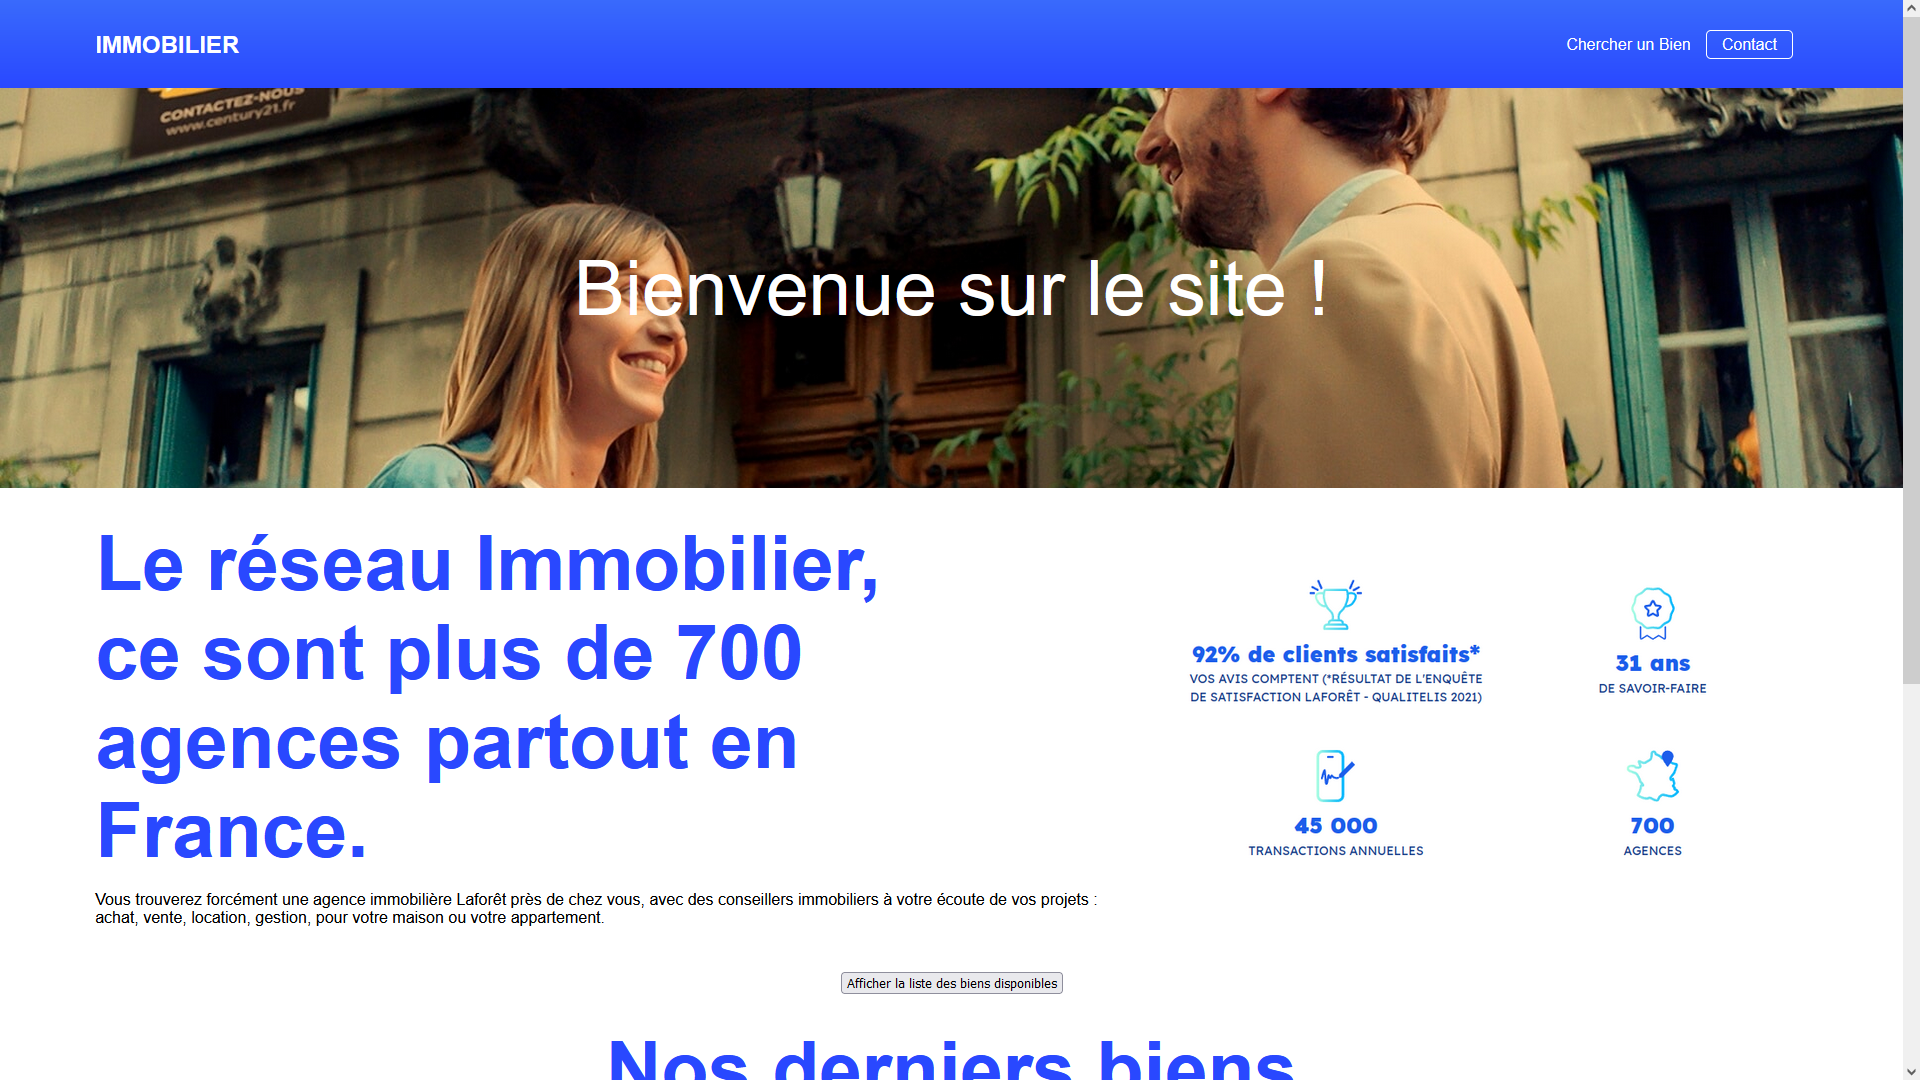 IMMOBILIER
Chercher un Bien
Contact
CONTACTEZ-NOUS
www.century21.fr
Bienvenue sur le site !
Le réseau Immobilier,
ce sont plus de 700
agences partout en
France.
Vous trouverez forcément une agence immobilière Laforêt près de chez vous, avec des conseillers immobiliers à votre écoute de vos projets :
achat, vente, location, gestion, pour votre maison ou votre appartement.
92% de clients satisfaits*
VOS AVIS COMPTENT (*RÉSULTAT DE L'ENQUÊTE
DE SATISFACTION LAFORÊT - QUALITELIS 2021)
31 ans
DE SAVOIR-FAIRE
45 000
TRANSACTIONS ANNUELLES
700
AGENCES
Afficher la liste des biens disponibles
Nos derniers biens